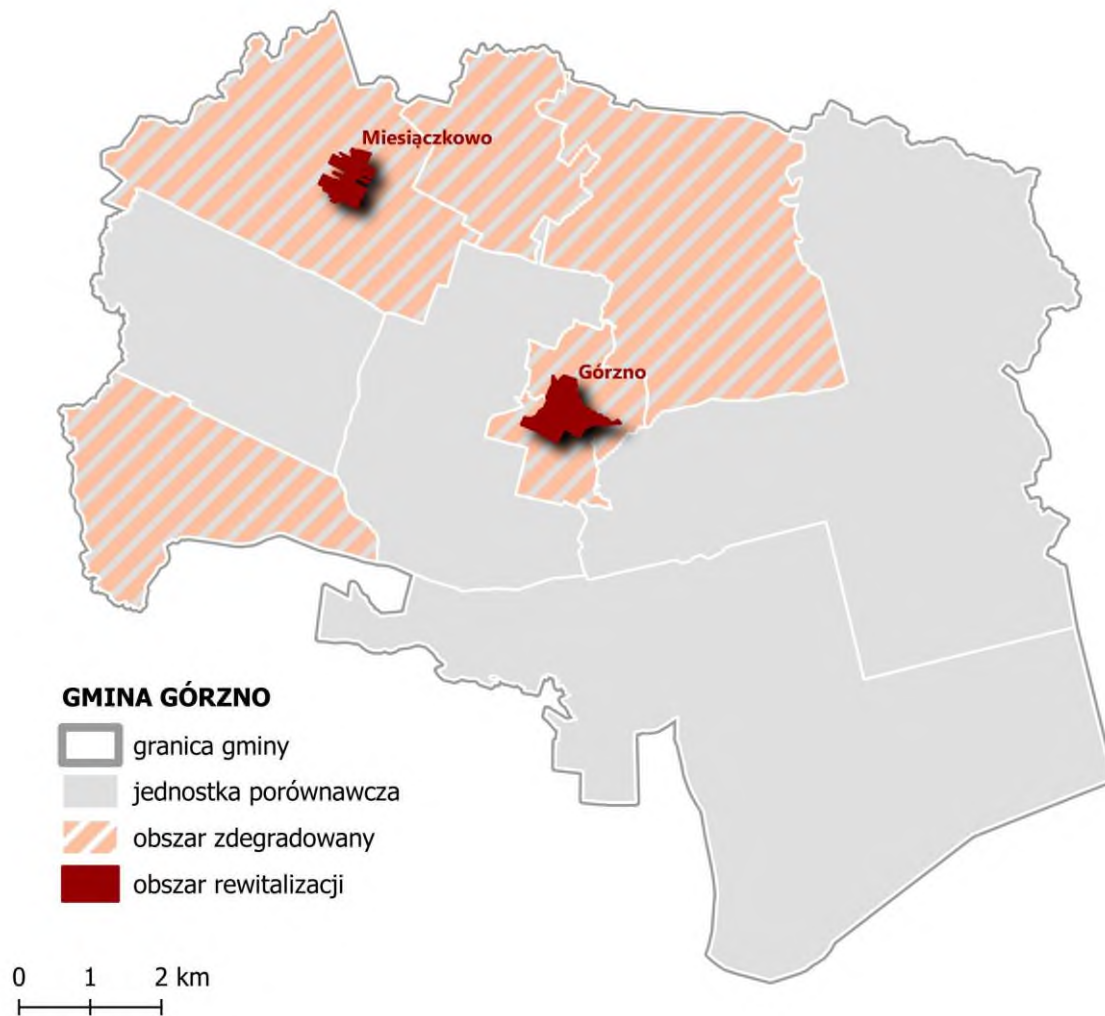 Miesiączkowo
Górzno
GMINA GÓRZNO
granica gminy
jednostka porównawcza
obszar zdegradowany
obszar rewitalizacji
0 1 2 km